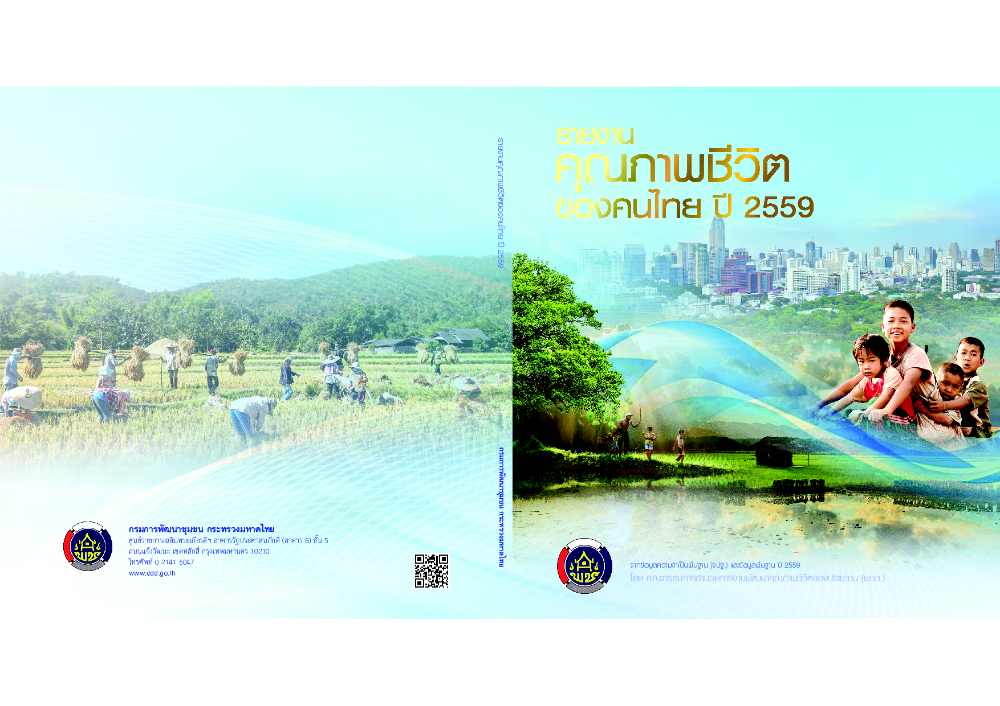 รายงาน
คุณภาพชีวิต
ของคนไทย ปี 2559
จากข้อมูลความจำเป็นพื้นฐาน (จปฐ.) และข้อมูลพื้นฐาน ปี 2559
โดย คณะกรรมการอำนวยการงานพัฒนาคุณภาพชีวิตของประชาชน (พชช.)
พช
รายงานคุณภาพชีวิตของคนไทย ปี 2559
กรมการพัฒนาชุมชน กระทรวงมหาดไทย
กรมการพัฒนาชุมชน กระทรวงมหาดไทย
ศูนย์ราชการเฉลิมพระเกียรติฯ อาคารรัฐประศาสนภักดี (อาคาร B) ชั้น 5
ถนนแจ้งวัฒนะ เขตหลักสี่ กรุงเทพมหานคร 10210
โทรศัพท์ 0 2141 6047
www.cdd.go.th
พช